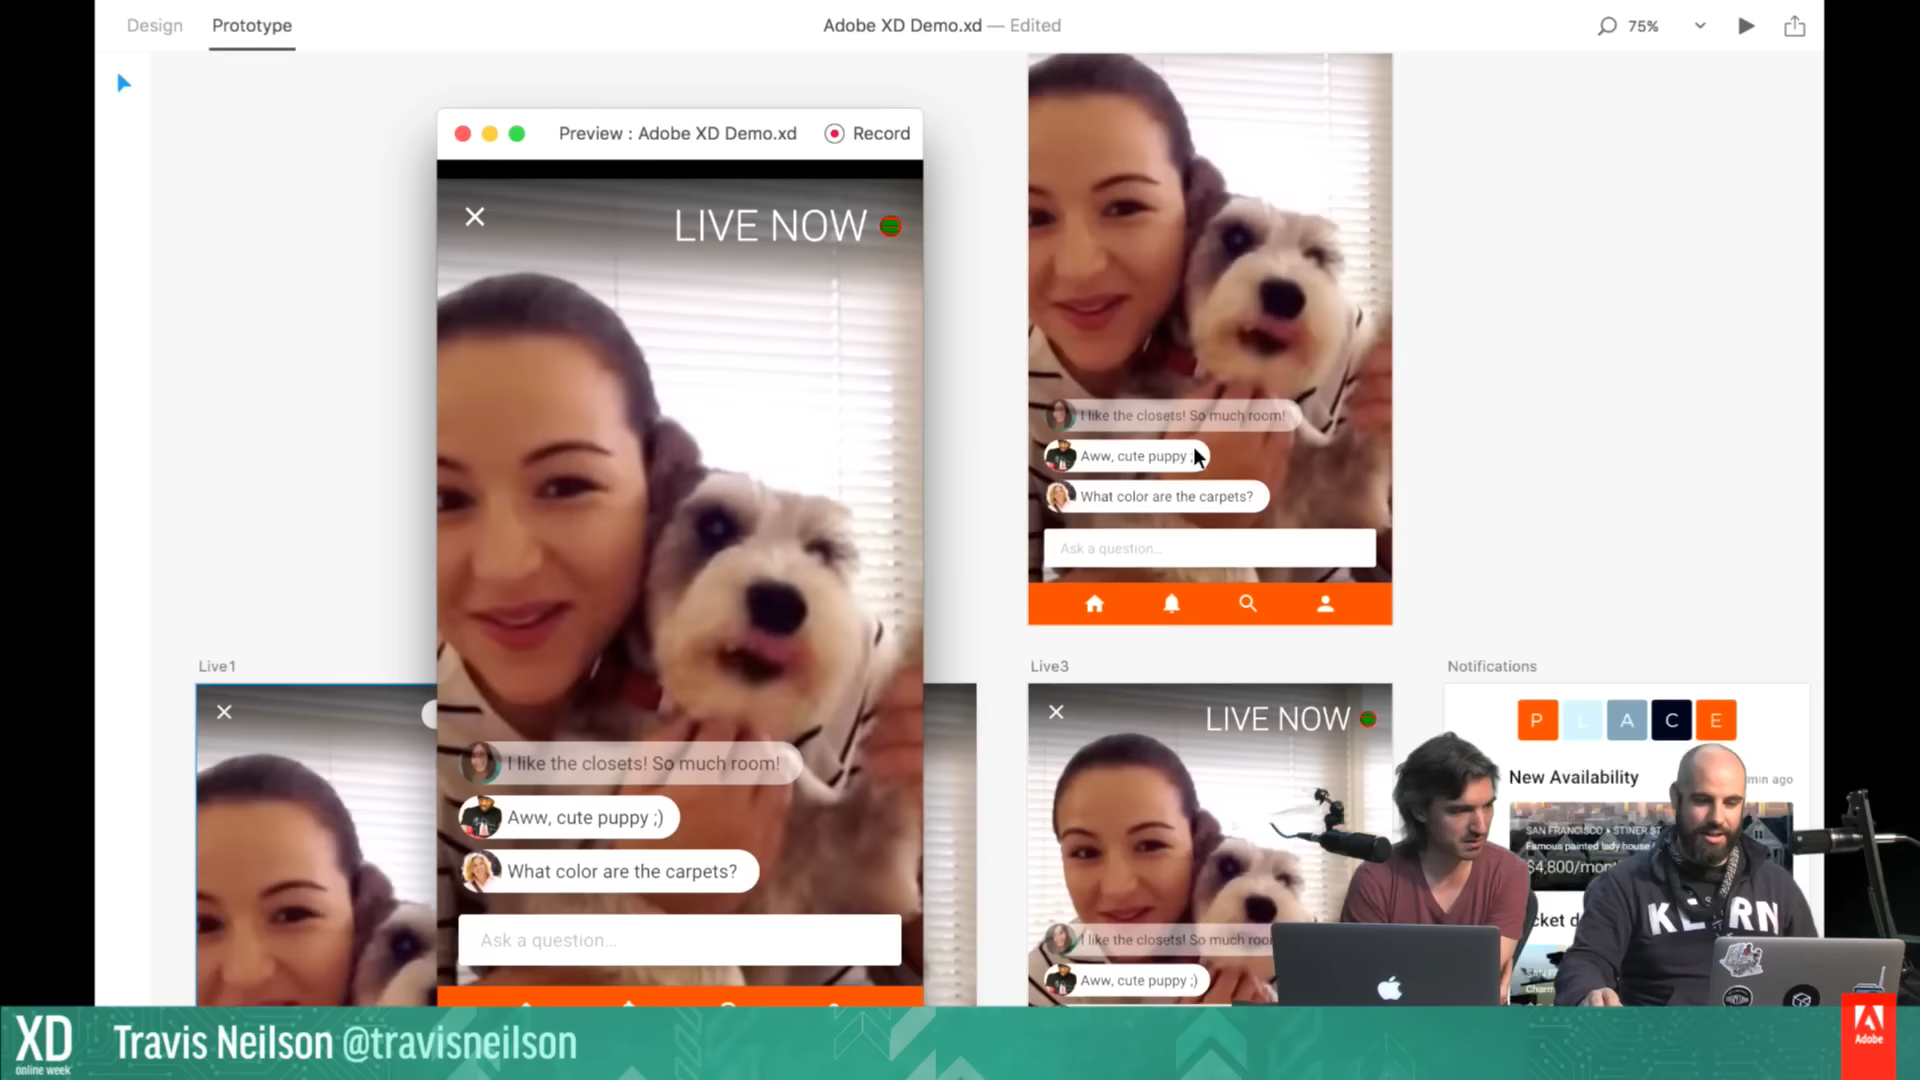 Design Prototype
Adobe XD Demo.xd — Edited
75%
Preview : Adobe XD Demo.xd
Record
LIVE NOW
I like the closets! So much room!
Aww, cute puppy ;)
What color are the carpets?
Ask a question...
I like the closets! So much room!
Aww, cute puppy ;
What color are the carpets?
Ask a question...
Live1
Live3
LIVE NOW
I like the closets! So much roo
Aww, cute puppy ;)
Notifications
P L A C E
New Availability
min ago
SAN FRANCISCO • STINER ST
Famous painted lady house
$4,800/mon
cket d
Charm
XD
online week
Travis Neilson @travisneilson
Adobe